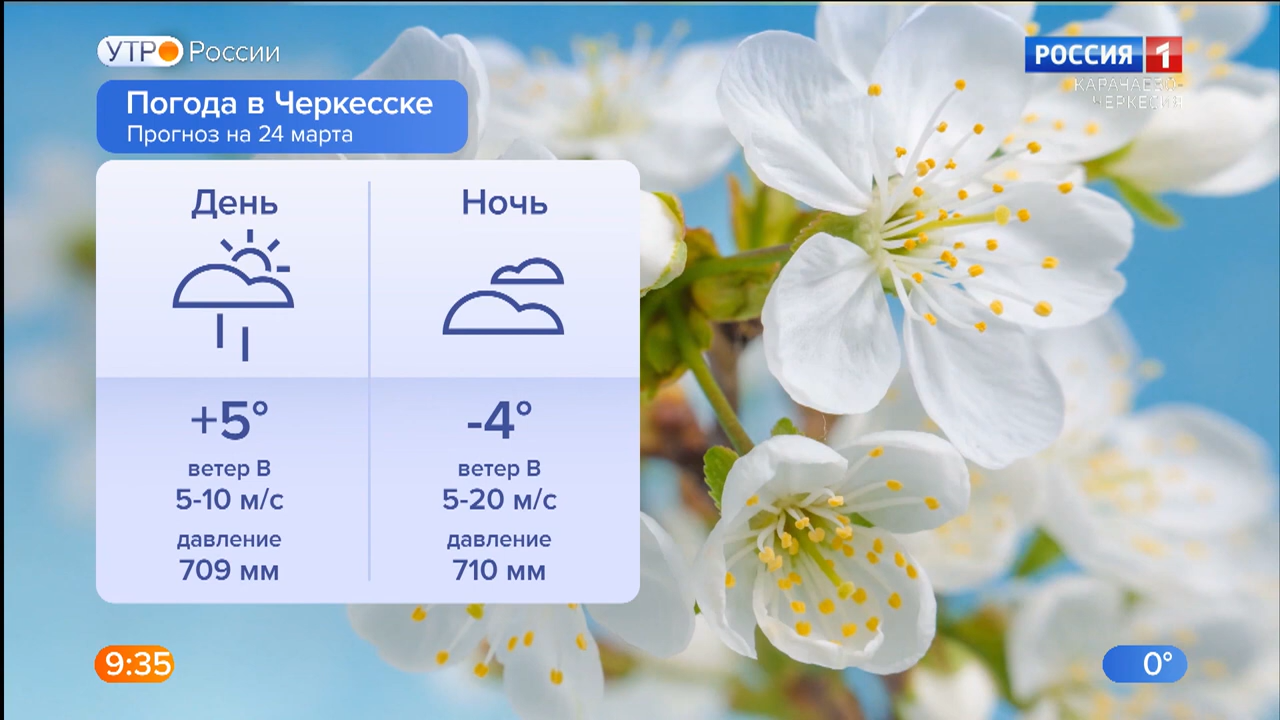 УТРО России
РОССИЯ 1
КАРАЧАЕВО-
ЧЕРКЕСИЯ
Погода в Черкесске
Прогноз на 24 марта
День
Ночь
+5°
-4°
ветер В
ветер В
5-10 м/с
5-20 м/с
давление
давление
709 мм
710 мм
9:35
0°